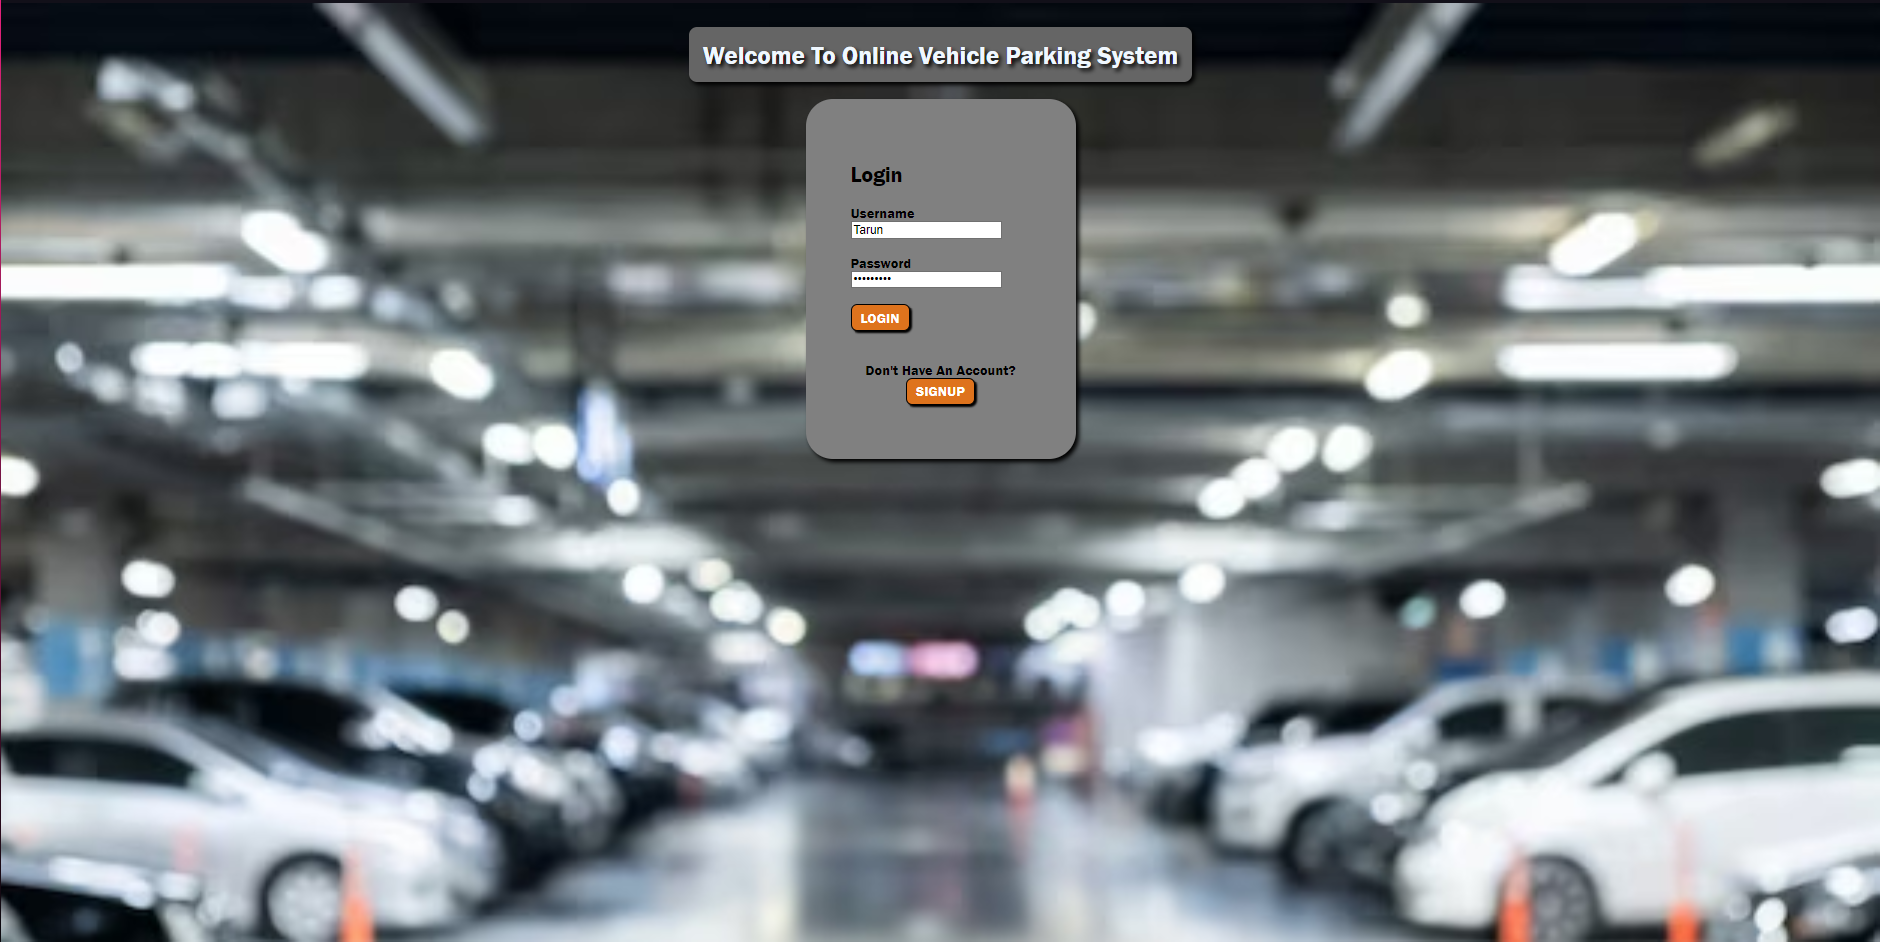 Welcome To Online Vehicle Parking System
Login
Username
Tarun
Password
•••••••••
LOGIN
Don't Have An Account?
SIGNUP